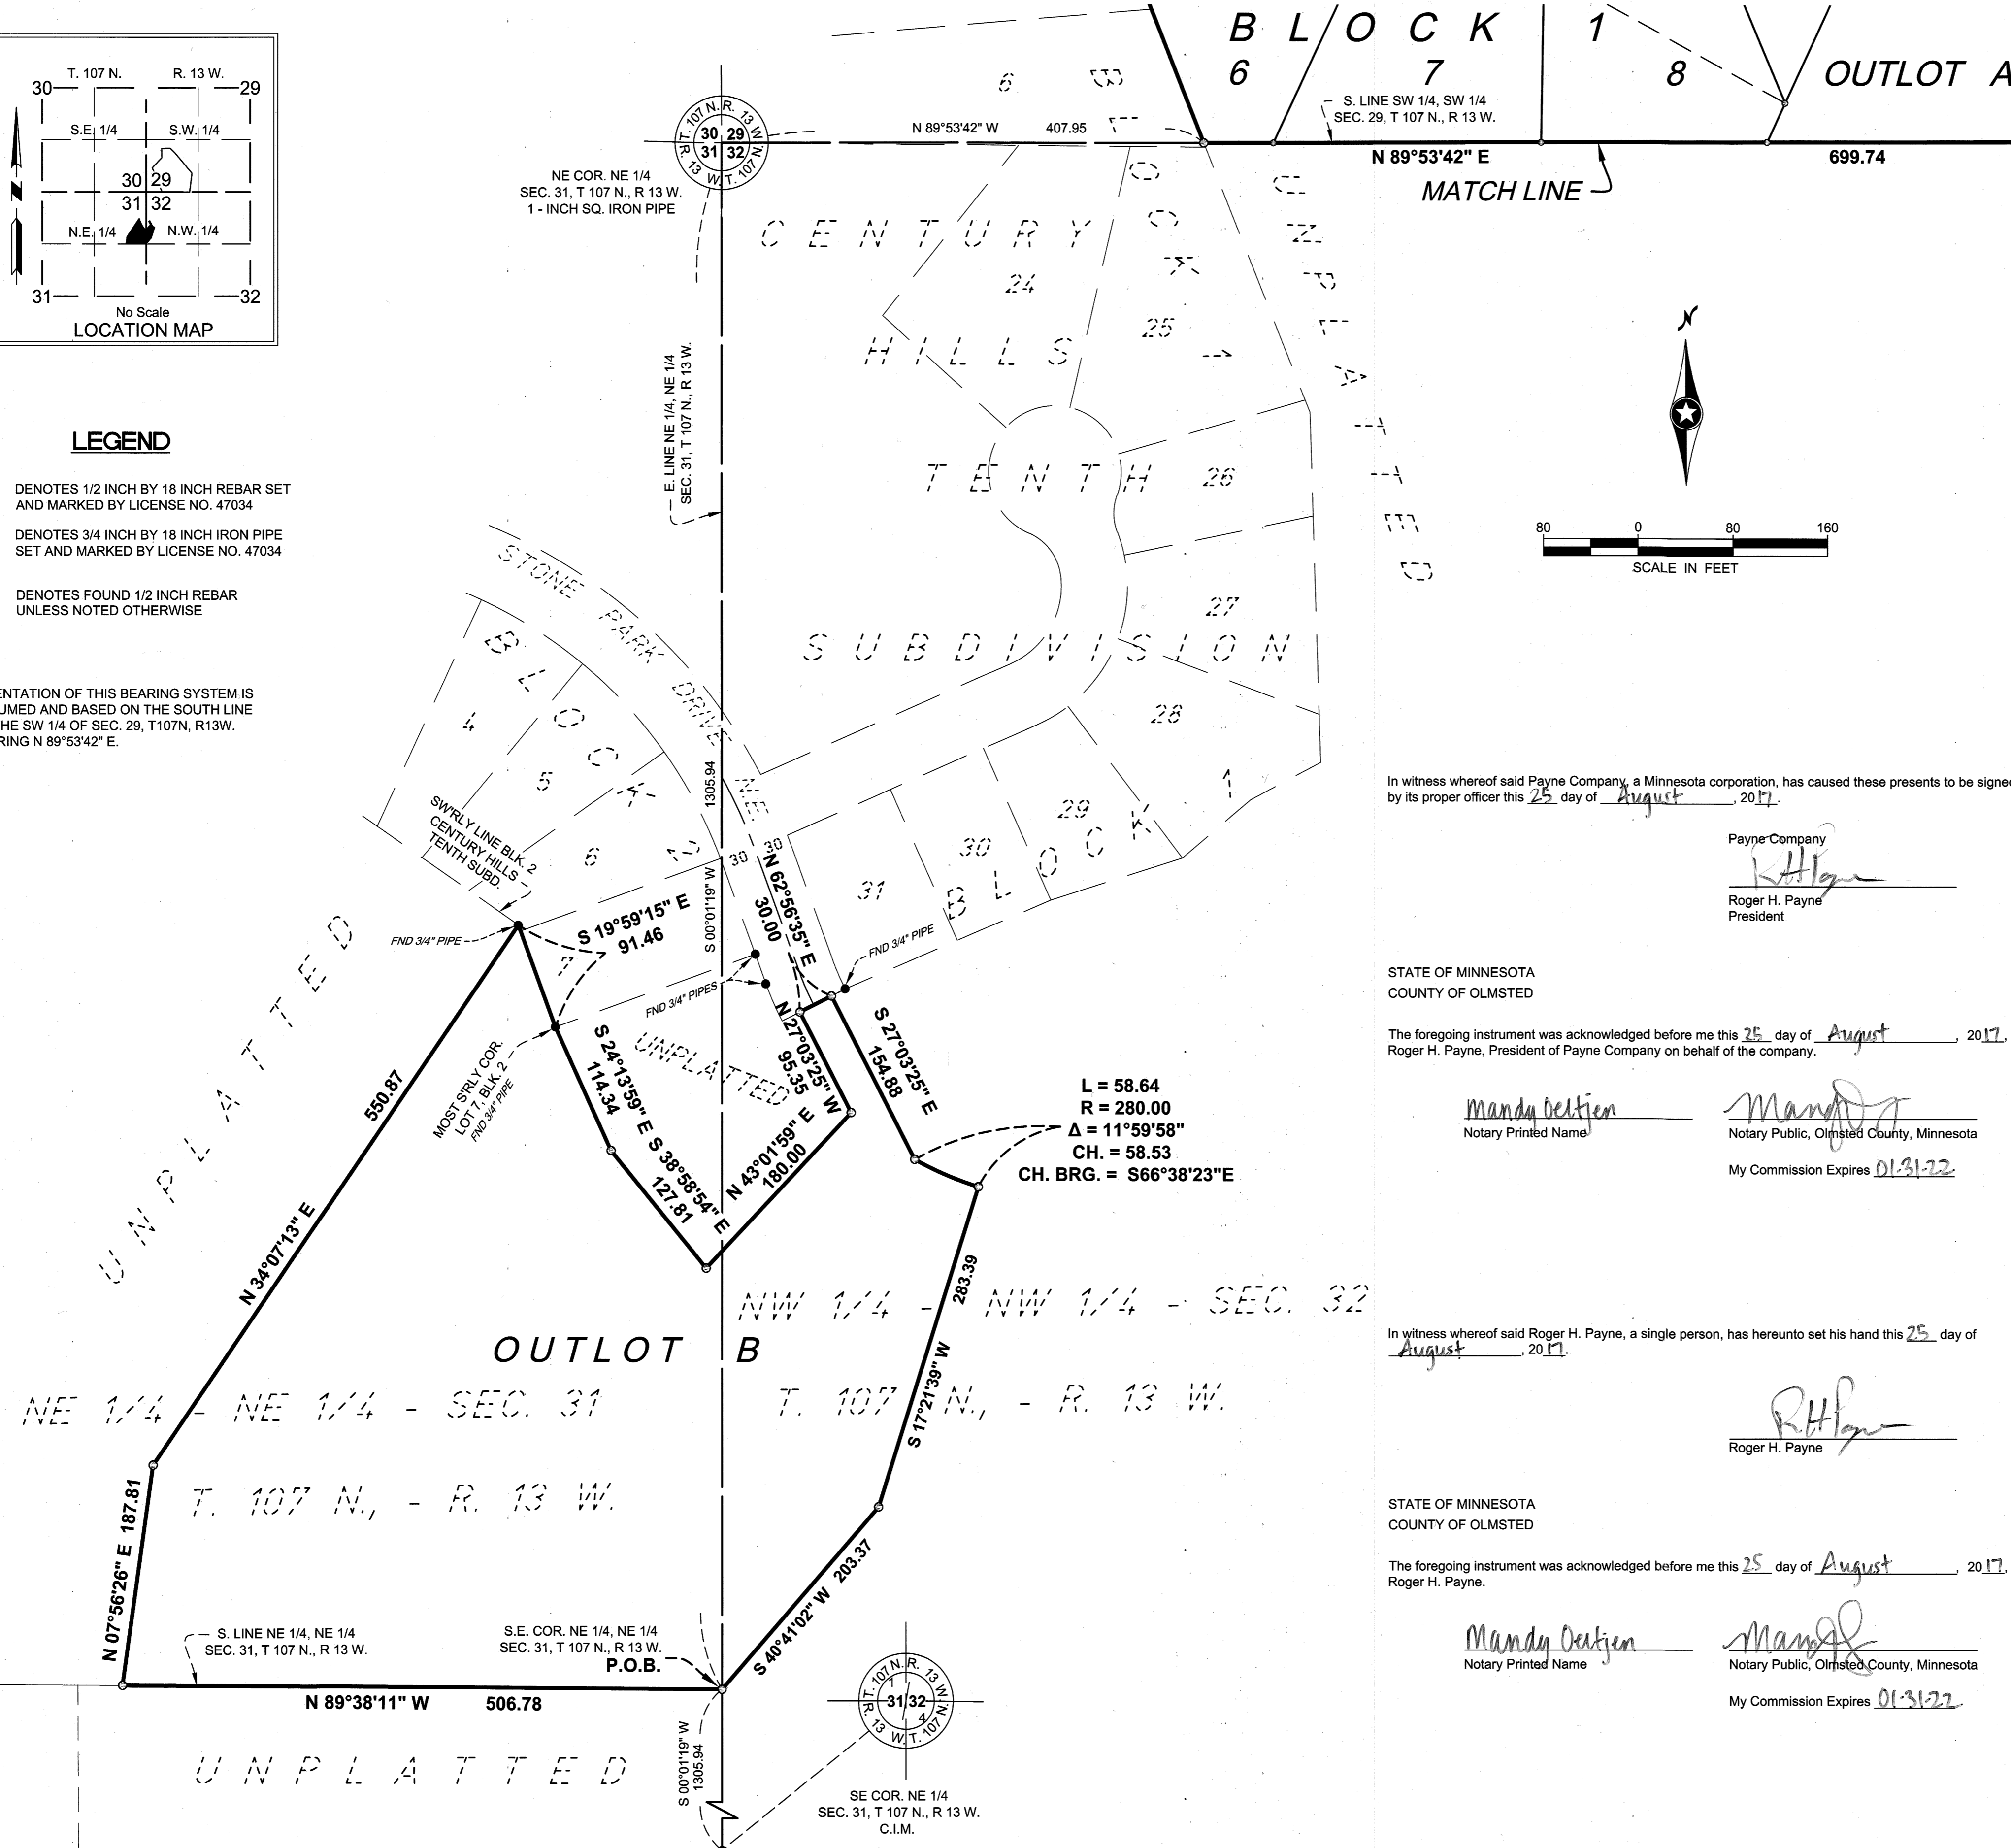 T. 107 N. R. 13 W.
30 29
S.E. 1/4 S.W. 1/4
30 29
31 32
N.E. 1/4 N.W. 1/4
31 32
N
No Scale
LOCATION MAP
LEGEND
DENOTES 1/2 INCH BY 18 INCH REBAR SET
AND MARKED BY LICENSE NO. 47034
DENOTES 3/4 INCH BY 18 INCH IRON PIPE
SET AND MARKED BY LICENSE NO. 47034
DENOTES FOUND 1/2 INCH REBAR
UNLESS NOTED OTHERWISE
ENTATION OF THIS BEARING SYSTEM IS
UMED AND BASED ON THE SOUTH LINE
HE SW 1/4 OF SEC. 29, T107N, R13W.
RING N 89°53'42" E.
BLOCK 1
6 7 8 OUTLOT A
S. LINE SW 1/4, SW 1/4
SEC. 29, T 107 N., R 13 W.
N 89°53'42" E 699.74
MATCH LINE
N 89°53'42" W 407.95
T. 107 N. R. 13 W.
30 29
31 32
R. 13 W. T. 107 N.
NE COR. NE 1/4
SEC. 31, T 107 N., R 13 W.
1 - INCH SQ. IRON PIPE
E. LINE NE 1/4, NE 1/4
SEC. 31, T 107 N., R 13 W.
CENTURY
HILLS
TENTH
SUBDIVISION
BLOCK 1
UNPLATTED
6
24
25
26
27
28
29
30
31
BLOCK 1
STONE PARK DRIVE N.E.
BLOCK 2
4
5
6
7
30 30
S 00°01'19" W 1305.94
SW'RLY LINE BLK. 2
CENTURY HILLS
TENTH SUBD.
FND 3/4" PIPE
S 19°59'15" E
91.46
N 62°56'35" E
30.00
FND 3/4" PIPE
FND 3/4" PIPES
UNPLATTED
MOST S'RLY COR.
LOT 7, BLK. 2
FND 3/4" PIPE
S 24°13'59" E
114.34
S 38°58'54" E
127.81
N 43°01'59" E
180.00
N 27°03'25" W
95.35
S 27°03'25" E
154.88
L = 58.64
R = 280.00
Δ = 11°59'58"
CH. = 58.53
CH. BRG. = S66°38'23"E
UNPLATTED
N 34°07'13" E 550.87
S 17°21'39" W 283.39
NW 1/4 - NW 1/4 - SEC. 32
OUTLOT B
NE 1/4 - NE 1/4 - SEC. 31
T. 107 N., - R. 13 W.
T. 107 N., - R. 13 W.
N 07°56'26" E 187.81
S 40°41'02" W 203.37
S. LINE NE 1/4, NE 1/4
SEC. 31, T 107 N., R 13 W.
S.E. COR. NE 1/4, NE 1/4
SEC. 31, T 107 N., R 13 W.
P.O.B.
N 89°38'11" W 506.78
UNPLATTED
S 00°01'19" W
1305.94
T. 107 N. R. 13 W.
1
31/32
4
R. 13 W. T. 107 N.
SE COR. NE 1/4
SEC. 31, T 107 N., R 13 W.
C.I.M.
N
80 0 80 160
SCALE IN FEET
In witness whereof said Payne Company, a Minnesota corporation, has caused these presents to be signed
by its proper officer this 25 day of August, 2017.
Payne Company
Roger H. Payne
President
STATE OF MINNESOTA
COUNTY OF OLMSTED
The foregoing instrument was acknowledged before me this 25 day of August, 2017,
Roger H. Payne, President of Payne Company on behalf of the company.
Mandy Oeltjen
Notary Printed Name
Notary Public, Olmsted County, Minnesota
My Commission Expires 01-31-22.
In witness whereof said Roger H. Payne, a single person, has hereunto set his hand this 25 day of
August, 2017.
Roger H. Payne
STATE OF MINNESOTA
COUNTY OF OLMSTED
The foregoing instrument was acknowledged before me this 25 day of August, 2017,
Roger H. Payne.
Mandy Oeltjen
Notary Printed Name
Notary Public, Olmsted County, Minnesota
My Commission Expires 01-31-22.